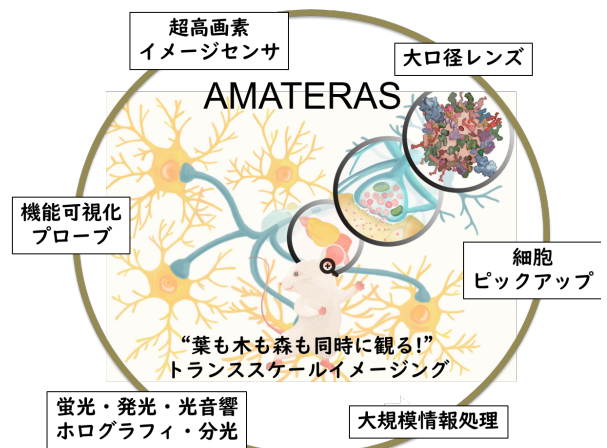 超高画素
イメージセンサ
大口径レンズ
AMATERAS
機能可視化
プローブ
細胞
ピックアップ
“葉も木も森も同時に観る!”
トランススケールイメージング
蛍光・発光・光音響
ホログラフィ・分光
大規模情報処理